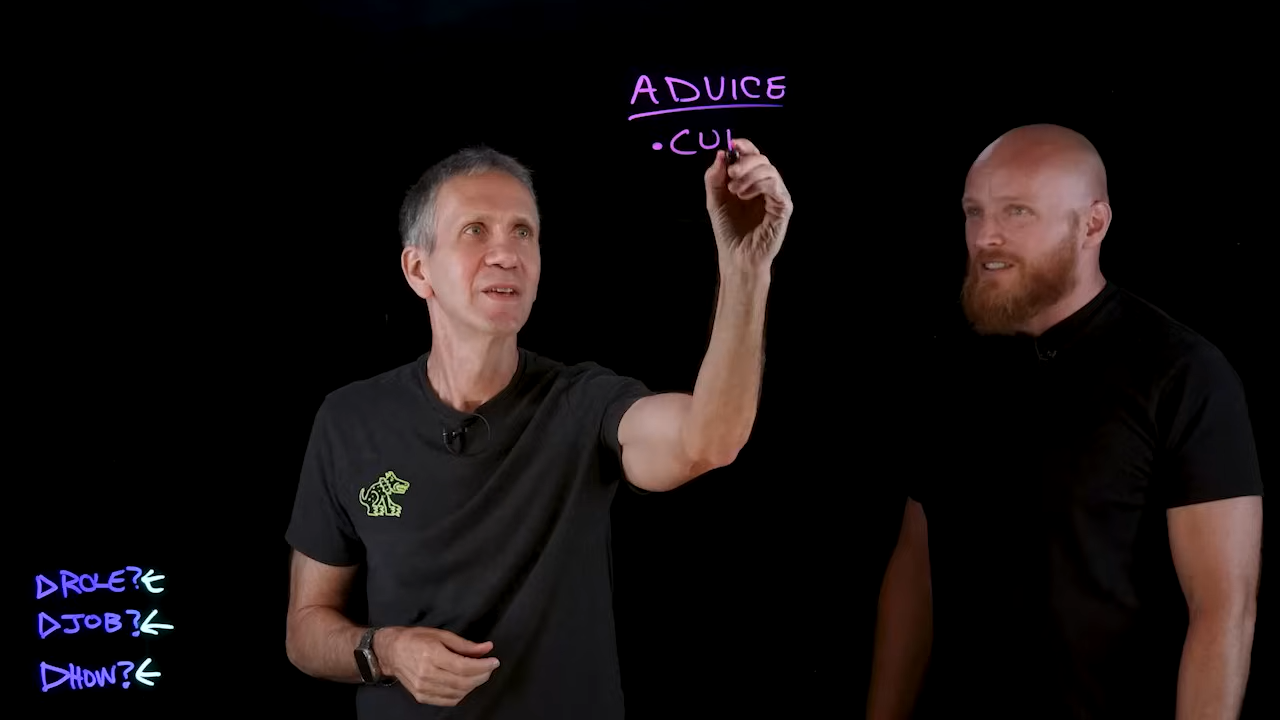 ADVICE
• CU
▷ ROLE? ←
▷ JOB? ←
▷ HOW? ←